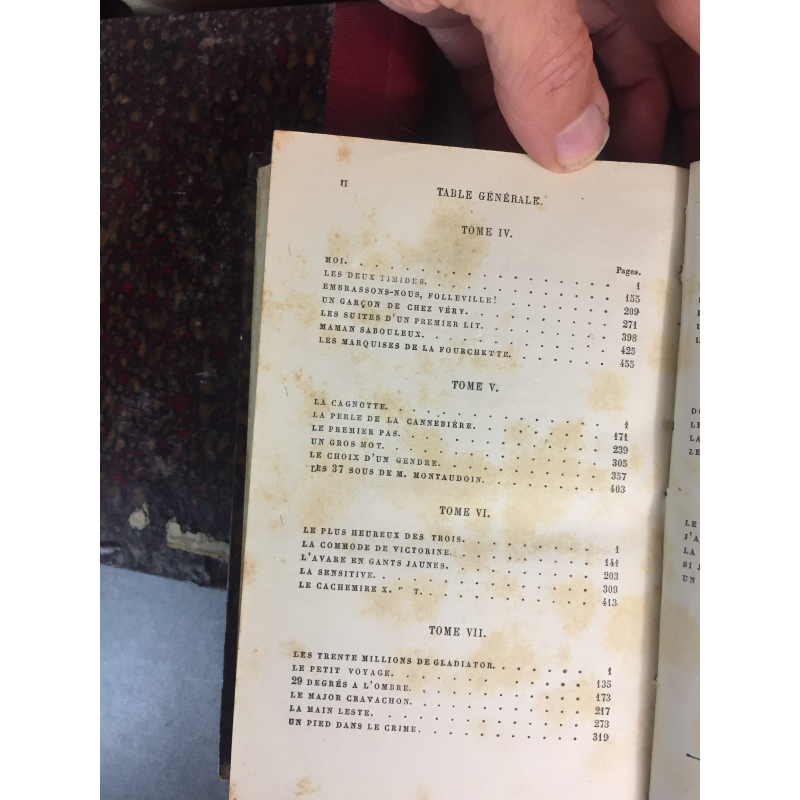 II
TABLE GÉNÉRALE.
TOME IV.
Pages.
MOI. 1
LES DEUX TIMIDES. 155
EMBRASSONS-NOUS, FOLLEVILLE! 209
UN GARÇON DE CHEZ VÉRY. 271
LES SUITES D'UN PREMIER LIT. 398
MAMAN SABOULEUX. 425
LES MARQUISES DE LA FOURCHETTE. 455
TOME V.
LA CAGNOTTE. 1
LA PERLE DE LA CANNEBIÈRE. 171
LE PREMIER PAS. 239
UN GROS MOT. 305
LE CHOIX D'UN GENDRE. 357
LES 37 SOUS DE M. MONTAUDOIN. 403
TOME VI.
LE PLUS HEUREUX DES TROIS. 1
LA COMMODE DE VICTORINE. 141
L'AVARE EN GANTS JAUNES. 203
LA SENSITIVE. 309
LE CACHEMIRE X. T. 413
TOME VII.
LES TRENTE MILLIONS DE GLADIATOR. 1
LE PETIT VOYAGE. 135
29 DEGRÉS A L'OMBRE. 173
LE MAJOR CRAVACHON. 217
LA MAIN LESTE. 273
UN PIED DANS LE CRIME. 319